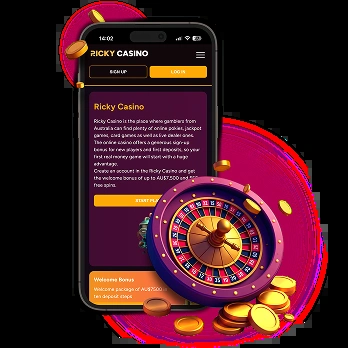 14:02
RICKY CASINO
SIGN UP
LOG IN
Ricky Casino
Ricky Casino is the place where gamblers from
Australia can find plenty of online pokies, jackpot
games, card games as well as live dealer ones.
The online casino offers a generous sign-up
bonus for new players and first deposits, so your
first real money game will start with a huge
advantage.
Create an account in the Ricky Casino and get
the welcome bonus of up to AU$7,500 and
free spins.
START
Welcome Bonus
Welcome package of AU$7500
ten deposit steps